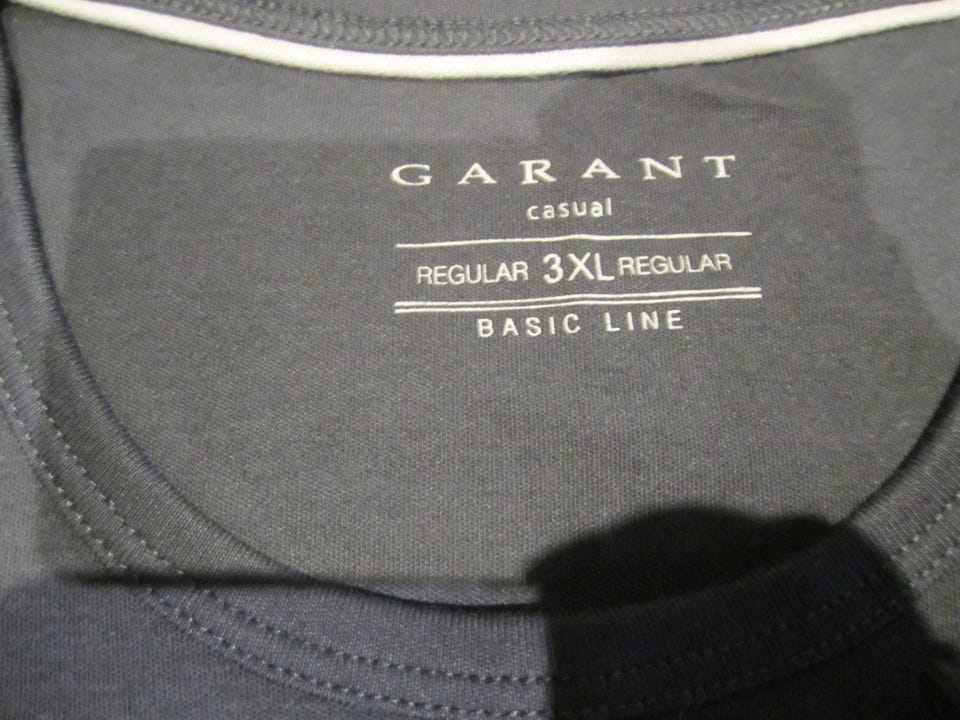 GARANT
casual
REGULAR 3XL REGULAR
BASIC LINE